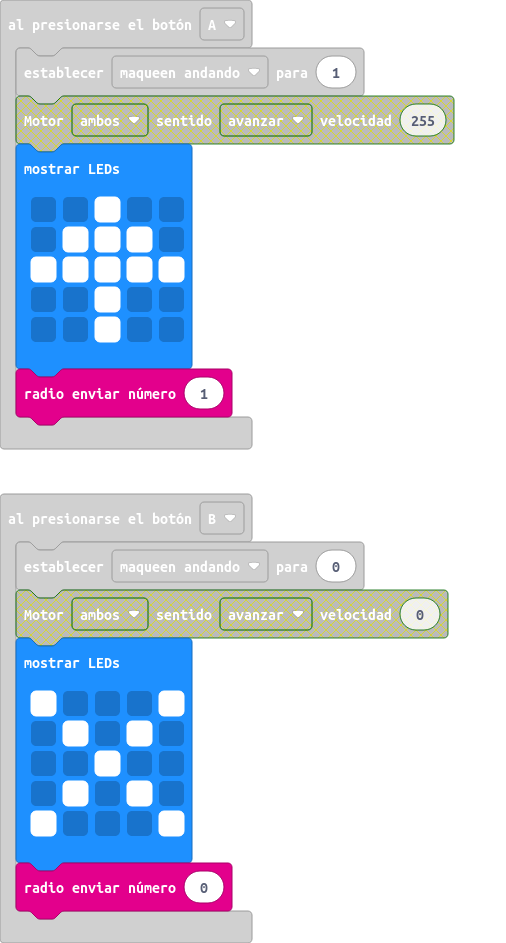 al presionarse el botón A
establecer maqueen andando para 1
Motor ambos sentido avanzar velocidad 255
mostrar LEDs
radio enviar número 1
al presionarse el botón B
establecer maqueen andando para 0
Motor ambos sentido avanzar velocidad 0
mostrar LEDs
radio enviar número 0